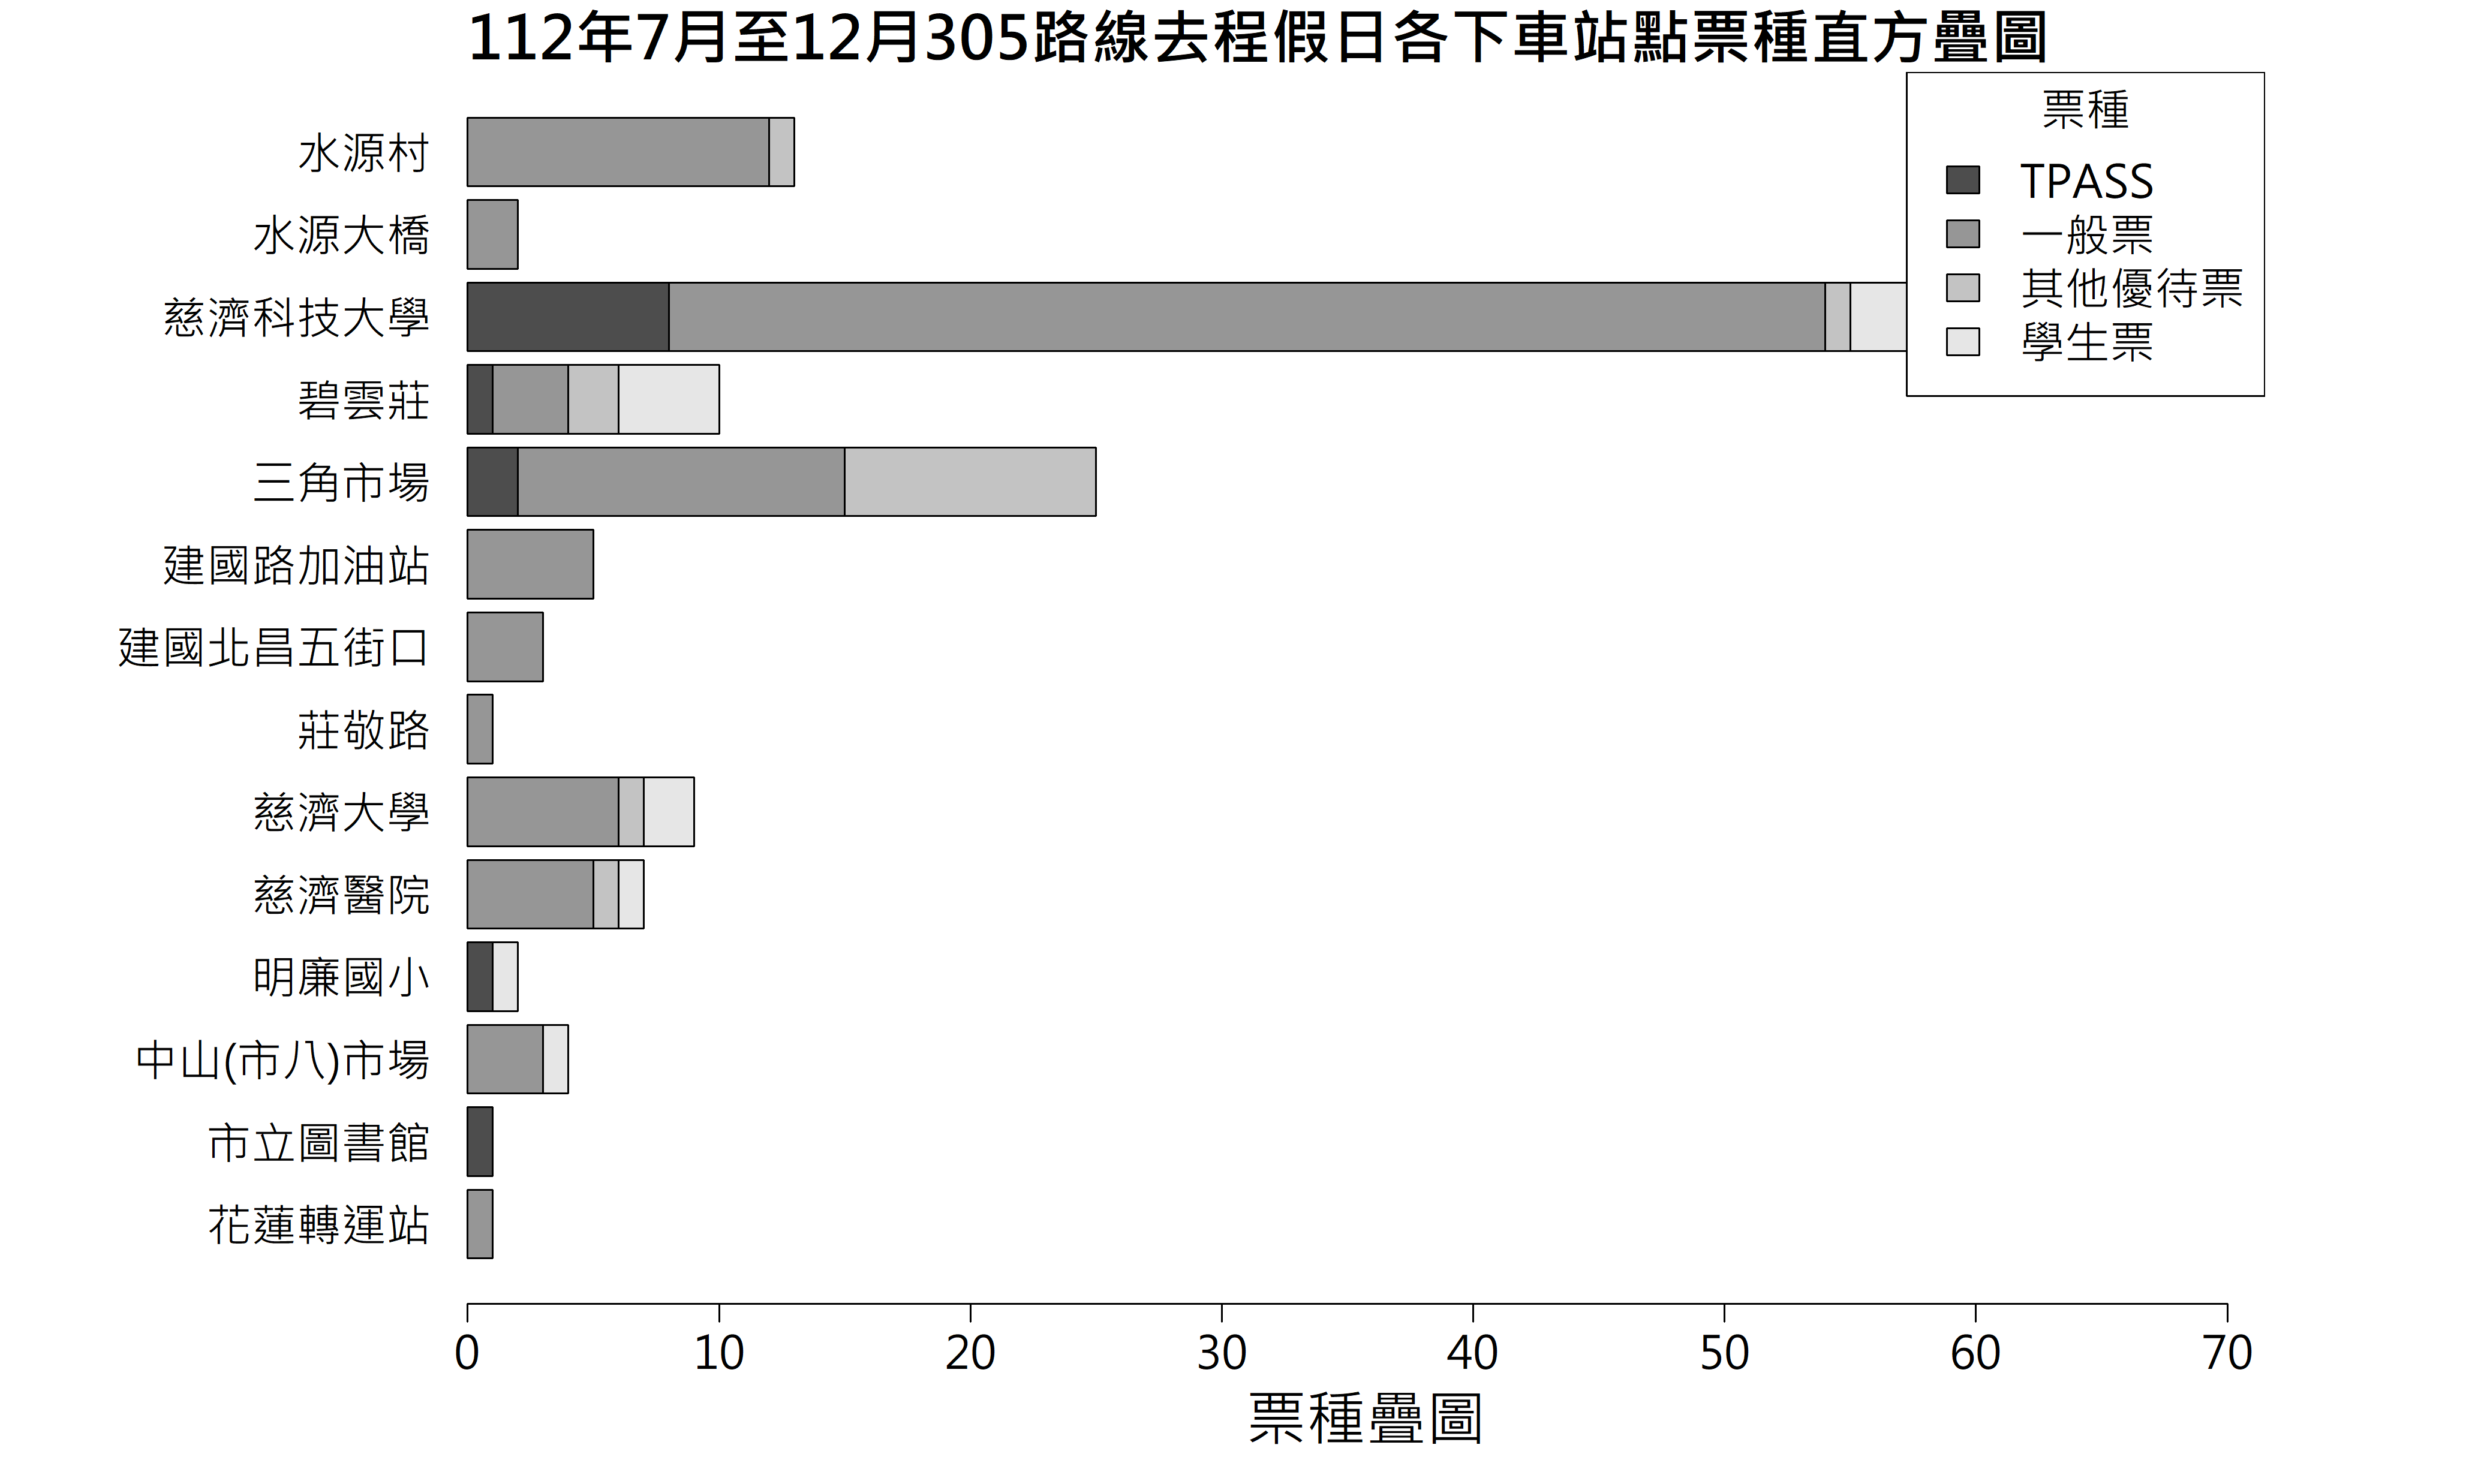 112年7月至12月305路線去程假日各下車站點票種直方疊圖
票種
TPASS
一般票
其他優待票
學生票
水源村
水源大橋
慈濟科技大學
碧雲莊
三角市場
建國路加油站
建國北昌五街口
莊敬路
慈濟大學
慈濟醫院
明廉國小
中山(市八)市場
市立圖書館
花蓮轉運站
0 10 20 30 40 50 60 70
票種疊圖